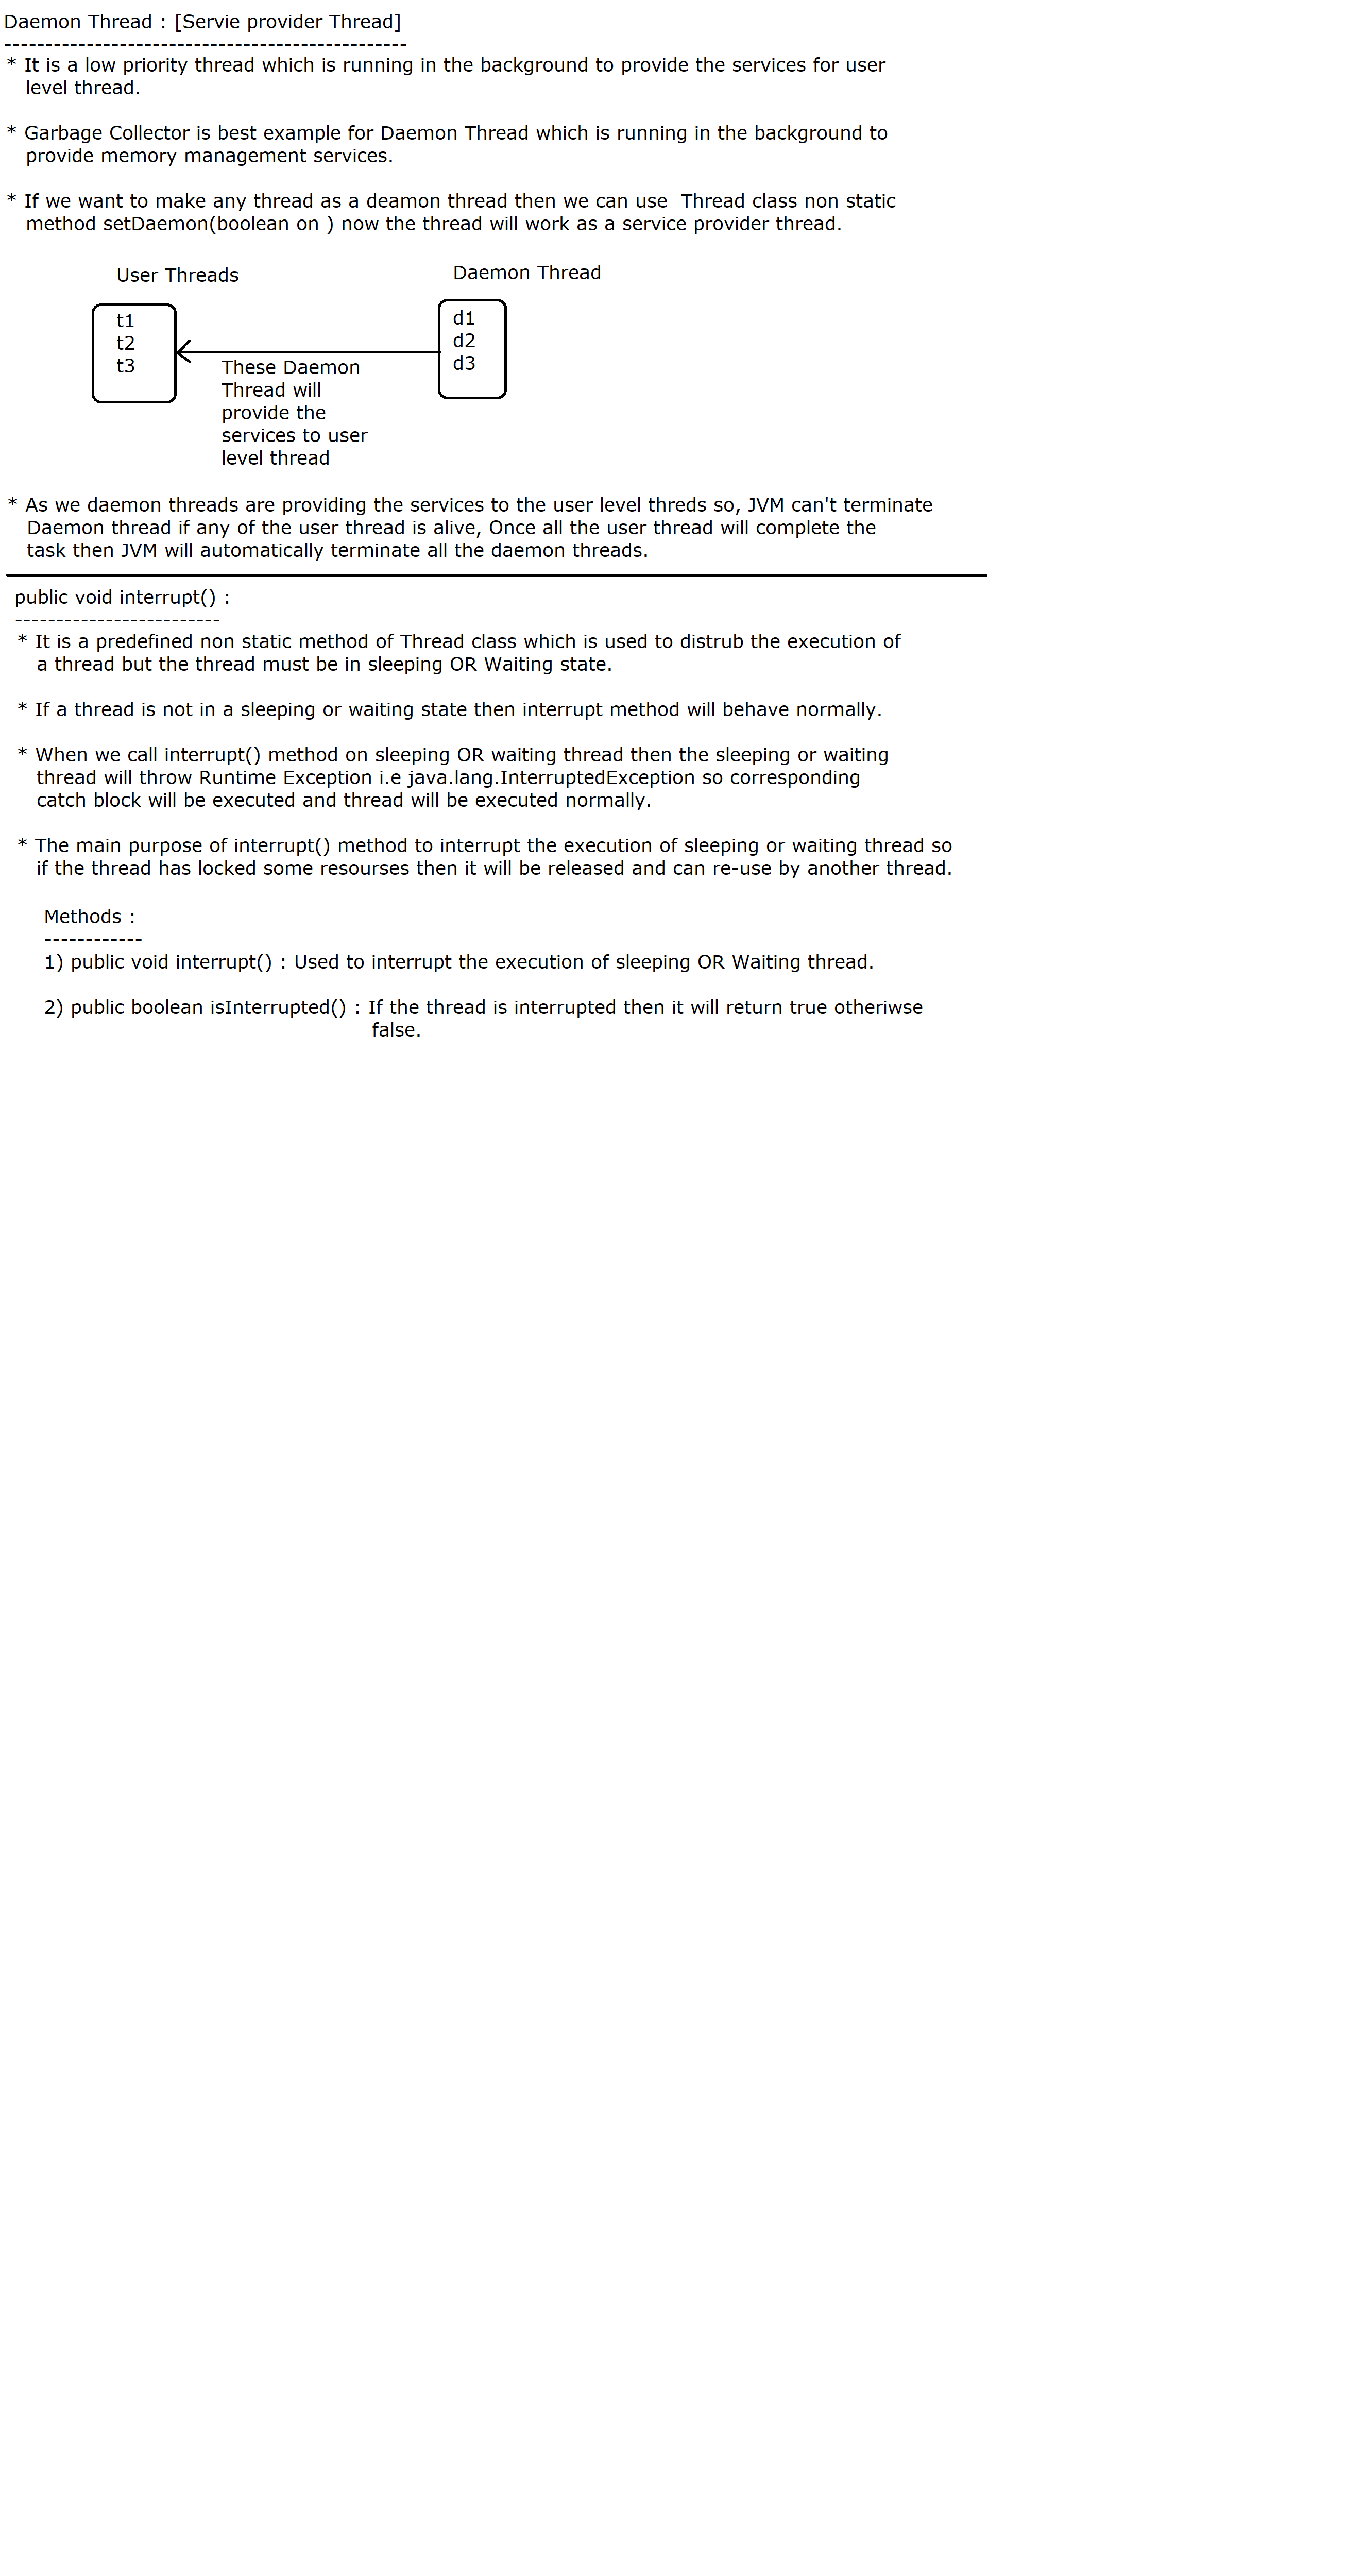 Daemon Thread : [Servie provider Thread]
-------------------------------------------------
* It is a low priority thread which is running in the background to provide the services for user
level thread.
* Garbage Collector is best example for Daemon Thread which is running in the background to
provide memory management services.
* If we want to make any thread as a deamon thread then we can use  Thread class non static
method setDaemon(boolean on ) now the thread will work as a service provider thread.
User Threads
Daemon Thread
t1
t2
t3
d1
d2
d3
These Daemon
Thread will
provide the
services to user
level thread
* As we daemon threads are providing the services to the user level threds so, JVM can't terminate
Daemon thread if any of the user thread is alive, Once all the user thread will complete the
task then JVM will automatically terminate all the daemon threads.
public void interrupt() :
-------------------------
* It is a predefined non static method of Thread class which is used to distrub the execution of
a thread but the thread must be in sleeping OR Waiting state.
* If a thread is not in a sleeping or waiting state then interrupt method will behave normally.
* When we call interrupt() method on sleeping OR waiting thread then the sleeping or waiting
thread will throw Runtime Exception i.e java.lang.InterruptedException so corresponding
catch block will be executed and thread will be executed normally.
* The main purpose of interrupt() method to interrupt the execution of sleeping or waiting thread so
if the thread has locked some resourses then it will be released and can re-use by another thread.
Methods :
------------
1) public void interrupt() : Used to interrupt the execution of sleeping OR Waiting thread.
2) public boolean isInterrupted() : If the thread is interrupted then it will return true otheriwse
false.